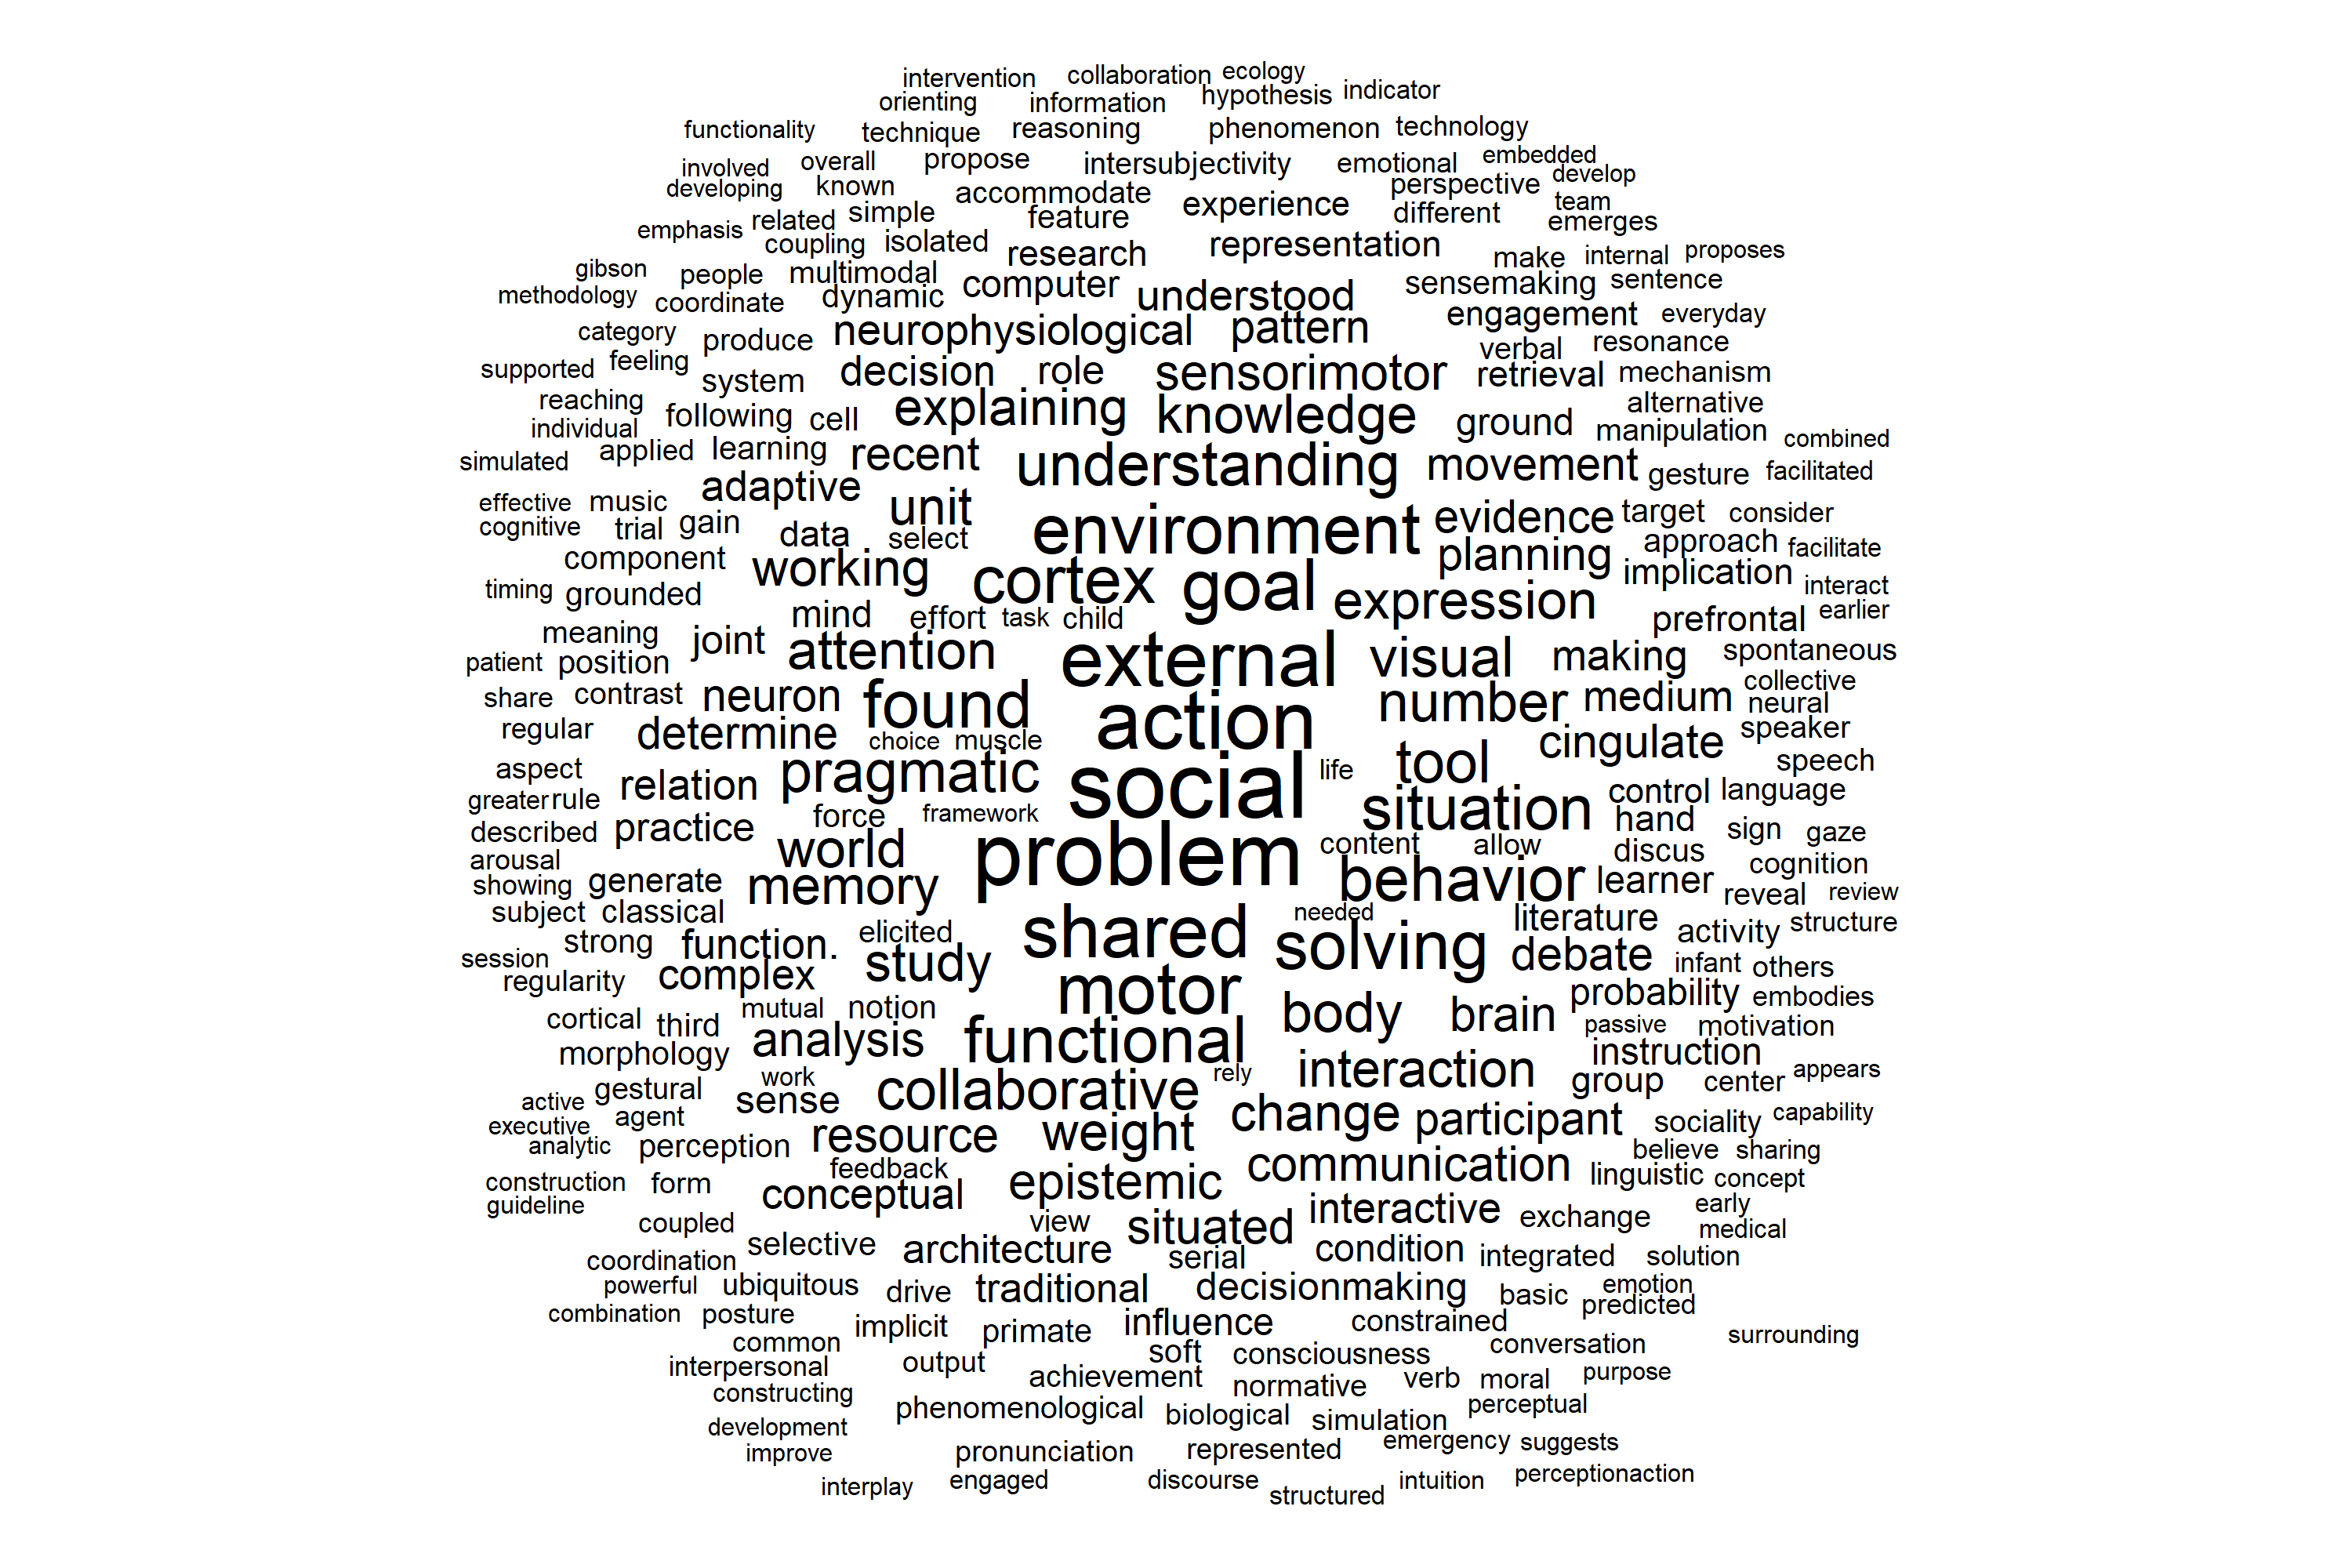 intervention collaboration ecology
orienting information hypothesis indicator
functionality technique reasoning phenomenon technology
involved overall propose intersubjectivity emotional embedded
developing known accommodate perspective develop
emphasis related simple feature experience different team emerges
coupling isolated research representation make internal proposes
gibson people multimodal computer understood sensemaking sentence
methodology coordinate dynamic neurophysiological pattern engagement everyday
category produce verbal resonance
supported feeling system decision role sensorimotor retrieval mechanism
reaching following cell explaining knowledge ground alternative
individual applied learning recent understanding movement manipulation combined
simulated adaptive unit gesture facilitated
effective music environment evidence target consider
cognitive trial gain data select planning approach facilitate
component working cortex goal expression implication interact
timing grounded mind effort task child prefrontal earlier
meaning joint attention external visual making spontaneous
patient position collective
share contrast neuron found action number medium neural
regular determine choice muscle cingulate speaker
aspect relation pragmatic social life tool speech
greater rule situation control language
described practice force framework hand sign gaze
arousal world problem content allow discus cognition
showing generate memory behavior learner reveal review
subject classical shared needed literature structure
strong function. elicited solving debate activity
session complex study infant others
regularity motor probability embodies
cortical third mutual notion body brain passive motivation
morphology analysis functional interaction instruction
gestural work collaborative rely group center appears
active agent sense change participant sociality capability
executive
analytic perception resource weight believe sharing
construction form feedback epistemic communication linguistic concept
guideline conceptual interactive early
coupled view situated exchange medical
coordination selective architecture serial condition integrated solution
powerful ubiquitous drive traditional decisionmaking basic emotion
combination posture implicit primate influence constrained predicted
common soft consciousness conversation surrounding
interpersonal output achievement normative verb moral purpose
constructing phenomenological biological simulation perceptual
development
improve pronunciation represented emergency suggests
interplay engaged discourse structured intuition perceptionaction